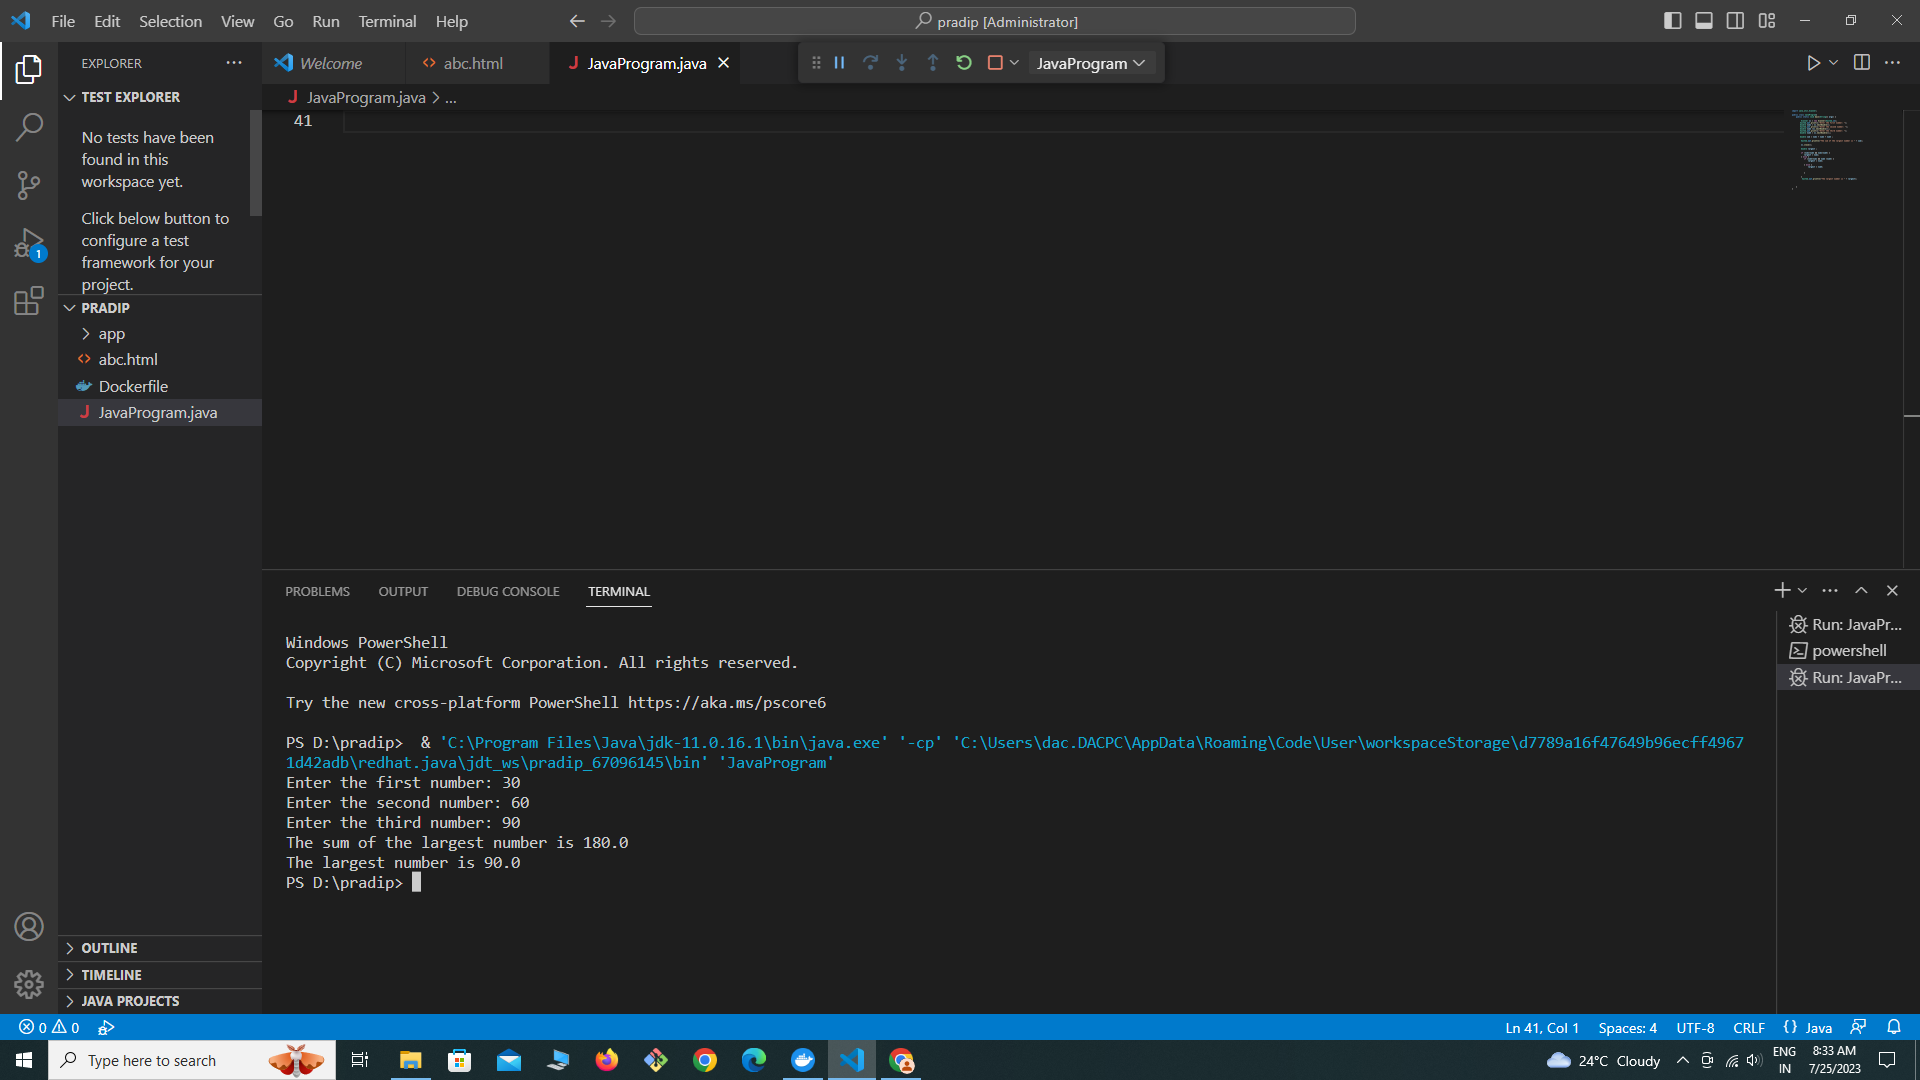 File Edit Selection View Go Run Terminal Help
pradip [Administrator]
EXPLORER
Welcome
abc.html
JavaProgram.java
JavaProgram
TEST EXPLORER
JavaProgram.java > ...
41
No tests have been
found in this
workspace yet.
Click below button to
configure a test
framework for your
project.
1
PRADIP
app
abc.html
Dockerfile
JavaProgram.java
PROBLEMS OUTPUT DEBUG CONSOLE TERMINAL
Windows PowerShell
Copyright (C) Microsoft Corporation. All rights reserved.
Try the new cross-platform PowerShell https://aka.ms/pscore6
PS D:\pradip>  & 'C:\Program Files\Java\jdk-11.0.16.1\bin\java.exe' '-cp' 'C:\Users\dac.DACPC\AppData\Roaming\Code\User\workspaceStorage\d7789a16f47649b96ecff4967
1d42adb\redhat.java\jdt_ws\pradip_67096145\bin' 'JavaProgram'
Enter the first number: 30
Enter the second number: 60
Enter the third number: 90
The sum of the largest number is 180.0
The largest number is 90.0
PS D:\pradip>
Run: JavaPr...
powershell
Run: JavaPr...
OUTLINE
TIMELINE
JAVA PROJECTS
0 0
Ln 41, Col 1 Spaces: 4 UTF-8 CRLF {} Java
Type here to search
24°C Cloudy
ENG
IN
8:33 AM
7/25/2023